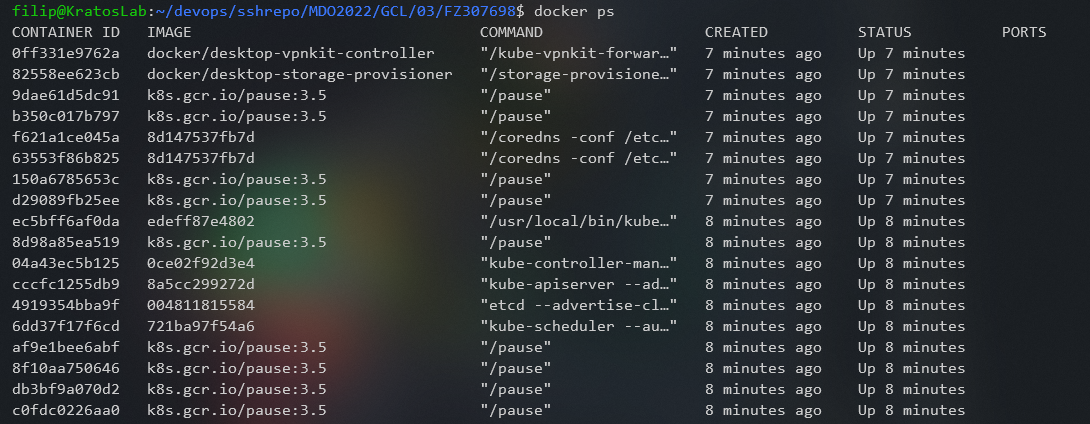 filip@KratosLab:~/devops/sshrepo/MDO2022/GCL/03/FZ307698$ docker ps
CONTAINER ID   IMAGE                                COMMAND                  CREATED         STATUS          PORTS
0ff331e9762a   docker/desktop-vpnkit-controller     "/kube-vpnkit-forwar…"   7 minutes ago   Up 7 minutes
82558ee623cb   docker/desktop-storage-provisioner   "/storage-provisione…"   7 minutes ago   Up 7 minutes
9dae61d5dc91   k8s.gcr.io/pause:3.5                 "/pause"                 7 minutes ago   Up 7 minutes
b350c017b797   k8s.gcr.io/pause:3.5                 "/pause"                 7 minutes ago   Up 7 minutes
f621a1ce045a   8d147537fb7d                         "/coredns -conf /etc…"   7 minutes ago   Up 7 minutes
63553f86b825   8d147537fb7d                         "/coredns -conf /etc…"   7 minutes ago   Up 7 minutes
150a6785653c   k8s.gcr.io/pause:3.5                 "/pause"                 7 minutes ago   Up 7 minutes
d29089fb25ee   k8s.gcr.io/pause:3.5                 "/pause"                 7 minutes ago   Up 7 minutes
ec5bff6af0da   edeff87e4802                         "/usr/local/bin/kube…"   8 minutes ago   Up 8 minutes
8d98a85ea519   k8s.gcr.io/pause:3.5                 "/pause"                 8 minutes ago   Up 8 minutes
04a43ec5b125   0ce02f92d3e4                         "kube-controller-man…"   8 minutes ago   Up 8 minutes
cccfc1255db9   8a5cc299272d                         "kube-apiserver --ad…"   8 minutes ago   Up 8 minutes
4919354bba9f   004811815584                         "etcd --advertise-cl…"   8 minutes ago   Up 8 minutes
6dd37f17f6cd   721ba97f54a6                         "kube-scheduler --au…"   8 minutes ago   Up 8 minutes
af9e1bee6abf   k8s.gcr.io/pause:3.5                 "/pause"                 8 minutes ago   Up 8 minutes
8f10aa750646   k8s.gcr.io/pause:3.5                 "/pause"                 8 minutes ago   Up 8 minutes
db3bf9a070d2   k8s.gcr.io/pause:3.5                 "/pause"                 8 minutes ago   Up 8 minutes
c0fdc0226aa0   k8s.gcr.io/pause:3.5                 "/pause"                 8 minutes ago   Up 8 minutes